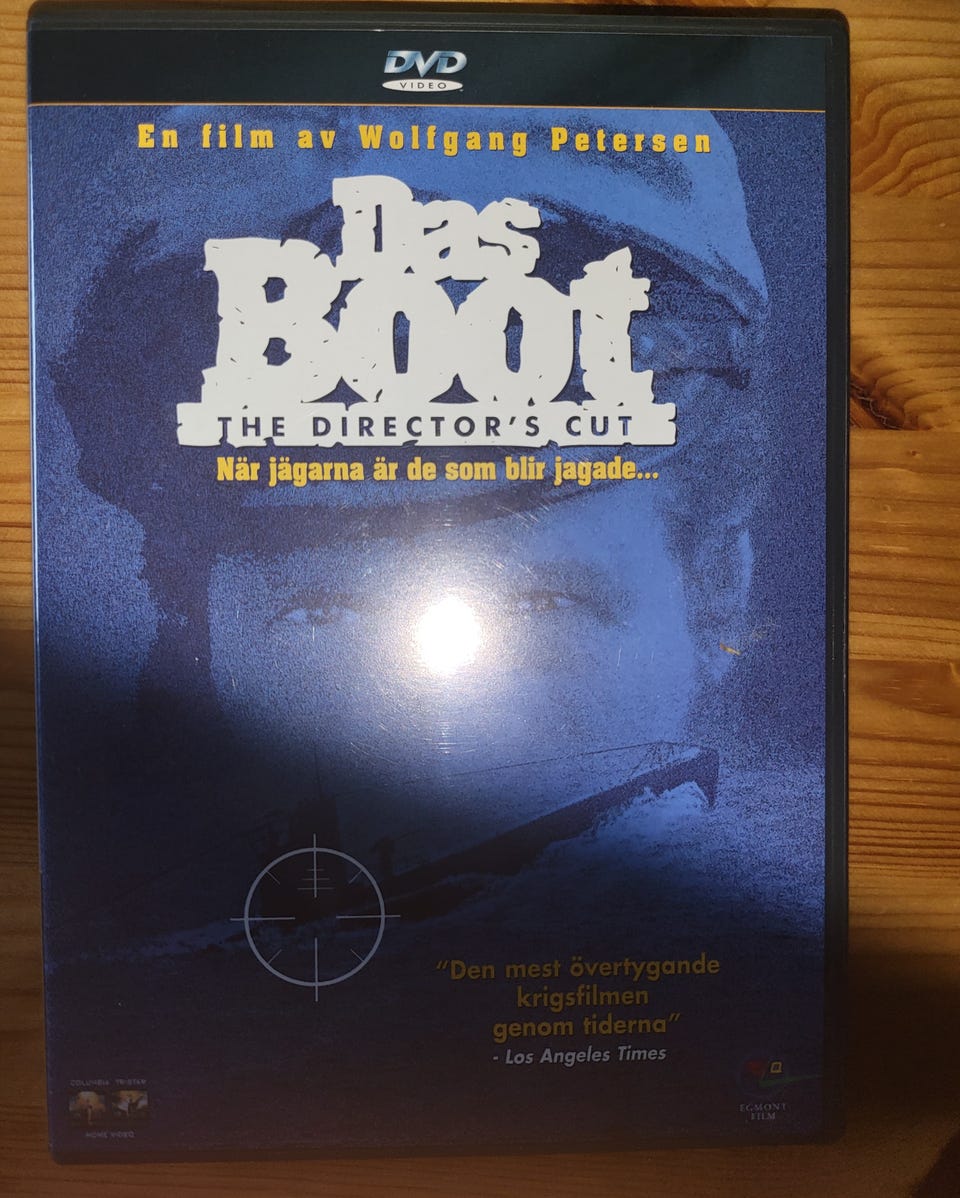 DVD
VIDEO
En film av Wolfgang Petersen
Das
Boot
THE DIRECTOR'S CUT
När jägarna är de som blir jagade...
"Den mest övertygande
krigsfilmen
genom tiderna"
- Los Angeles Times
COLUMBIA TRISTAR
HOME VIDEO
EGMONT
FILM